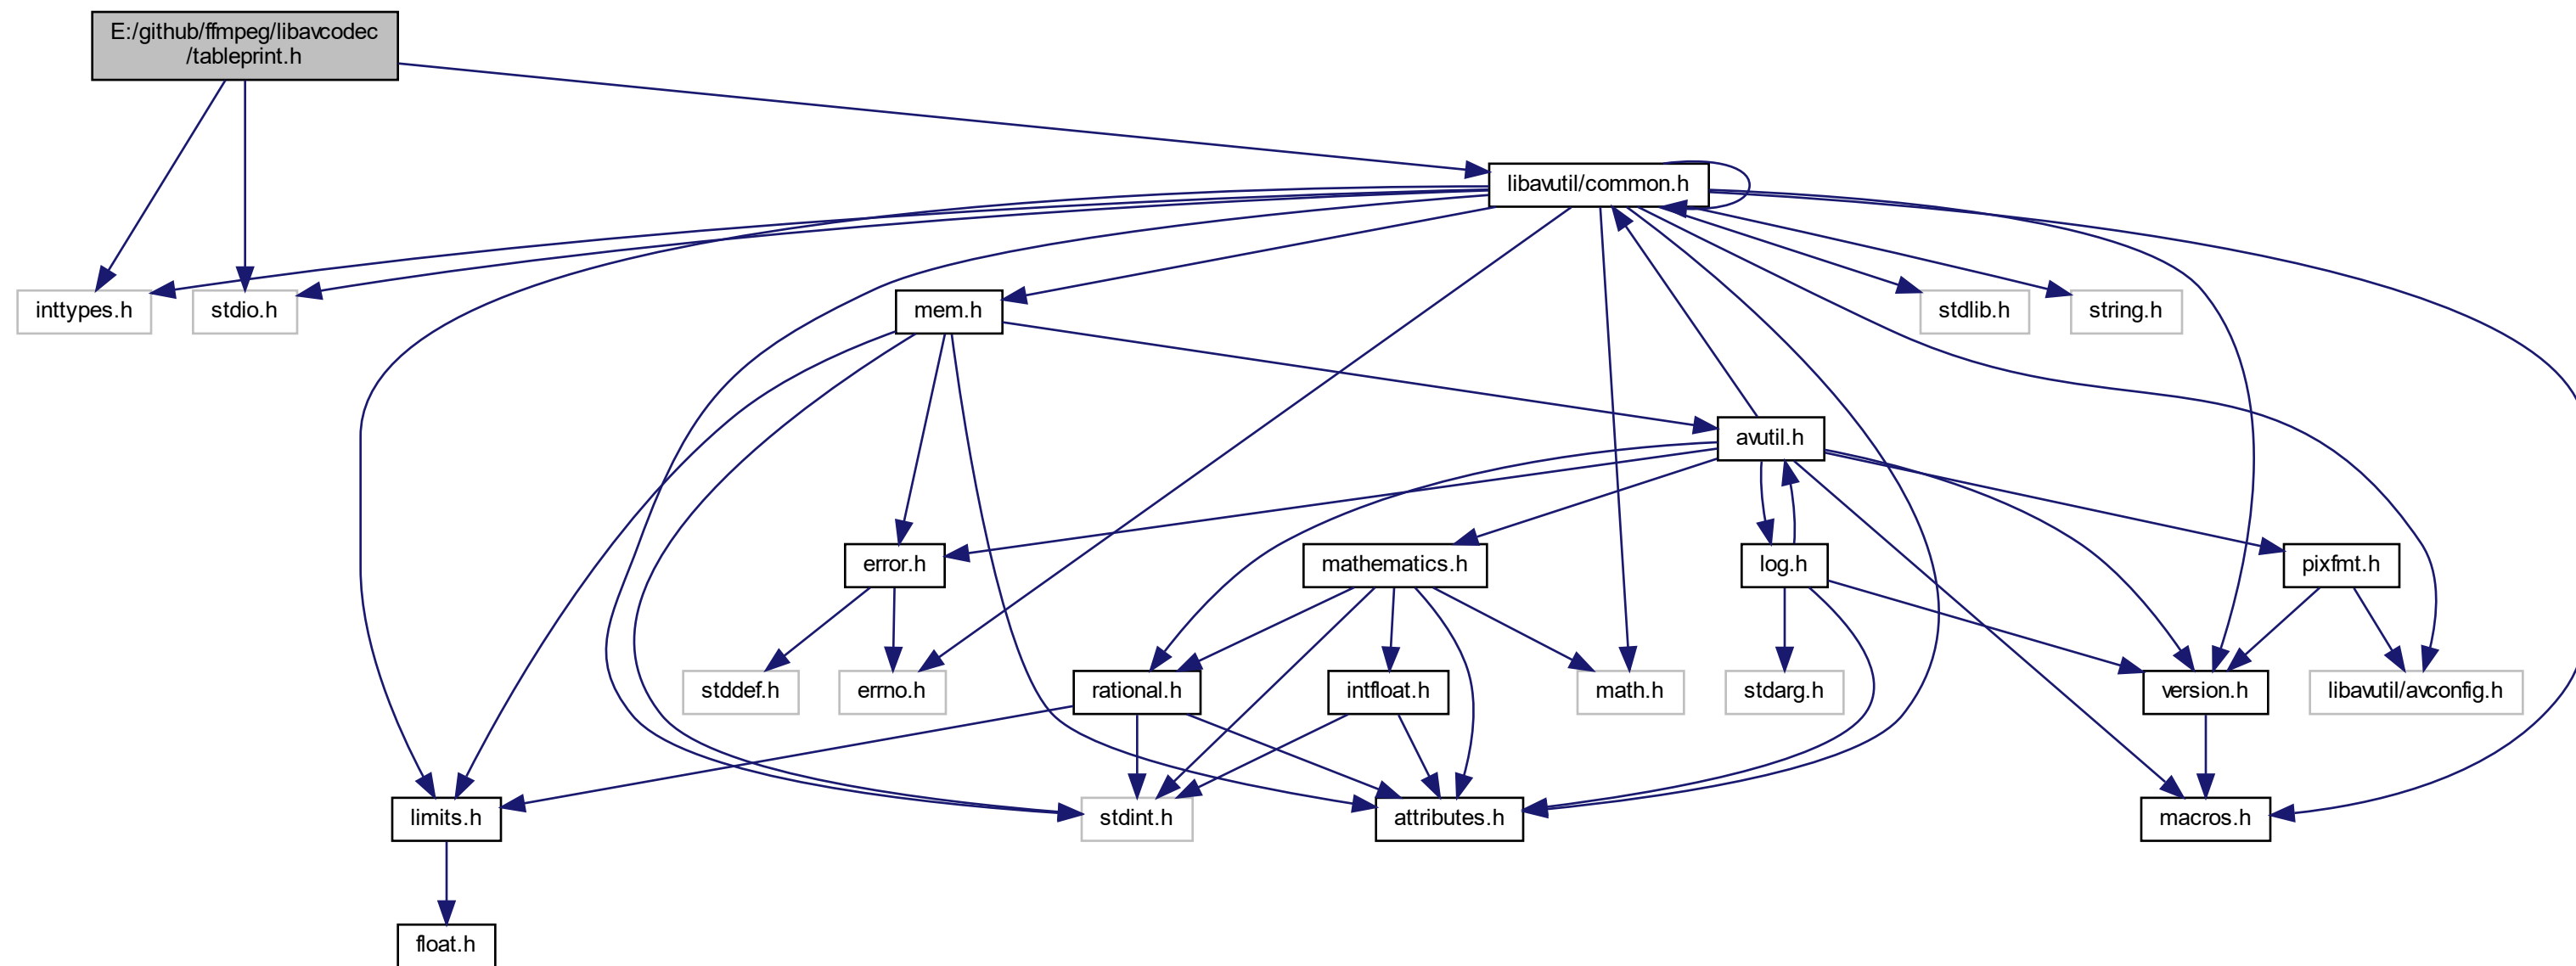 E:/github/ffmpeg/libavcodec
/tableprint.h
libavutil/common.h
inttypes.h
stdio.h
mem.h
stdlib.h
string.h
avutil.h
error.h
mathematics.h
log.h
pixfmt.h
stddef.h
errno.h
rational.h
intfloat.h
math.h
stdarg.h
version.h
libavutil/avconfig.h
limits.h
stdint.h
attributes.h
macros.h
float.h